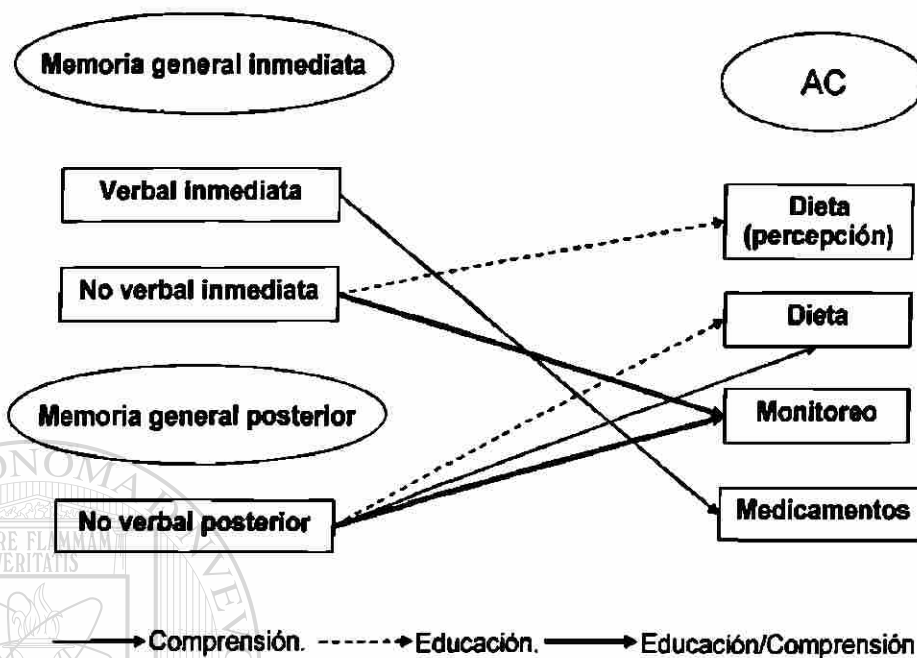 Memoria general inmediata
AC
Verbal inmediata
Dieta
(percepción)
No verbal inmediata
Dieta
Memoria general posterior
Monitoreo
No verbal posterior
Medicamentos
Comprensión.
Educación.
Educación/Comprensión
VERITATIS